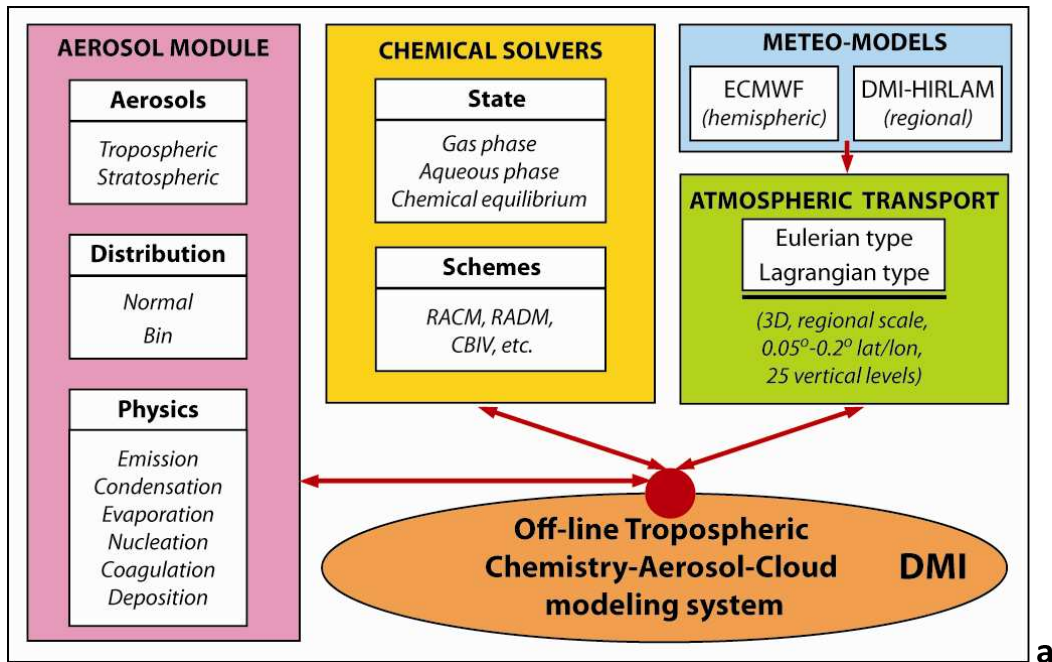 AEROSOL MODULE
Aerosols
Tropospheric
Stratospheric
Distribution
Normal
Bin
Physics
Emission
Condensation
Evaporation
Nucleation
Coagulation
Deposition
CHEMICAL SOLVERS
State
Gas phase
Aqueous phase
Chemical equilibrium
Schemes
RACM, RADM,
CBIV, etc.
METEO-MODELS
ECMWF
(hemispheric)
DMI-HIRLAM
(regional)
ATMOSPHERIC TRANSPORT
Eulerian type
Lagrangian type
(3D, regional scale,
0.05°-0.2° lat/lon,
25 vertical levels)
Off-line Tropospheric
Chemistry-Aerosol-Cloud
modeling system
DMI
a